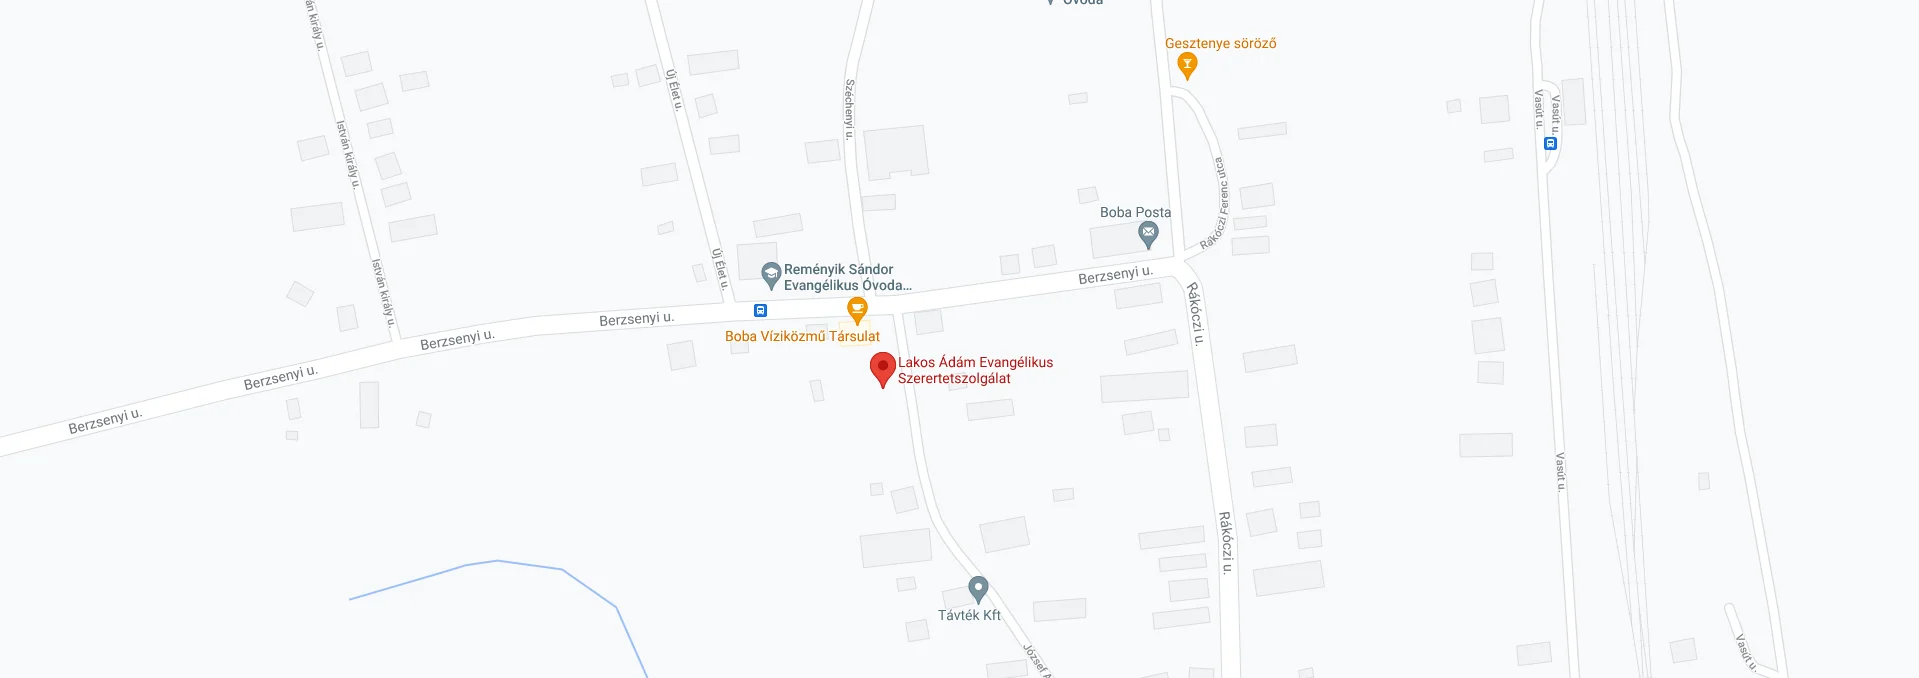 Óvoda
Gesztenye söröző
István király u.
István király u.
Új Élet u.
Új Élet u.
Széchenyi u.
Vasút u.
Vasút u.
Rákóczi Ferenc utca
Boba Posta
Reményik Sándor
Evangélikus Óvoda...
Berzsenyi u.
Berzsenyi u.
Berzsenyi u.
Berzsenyi u.
Berzsenyi u.
Boba Víziközmű Társulat
Rákóczi u.
Lakos Ádám Evangélikus
Szerertetszolgálat
Vasút u.
Rákóczi u.
Távték Kft
József
Vasút u.